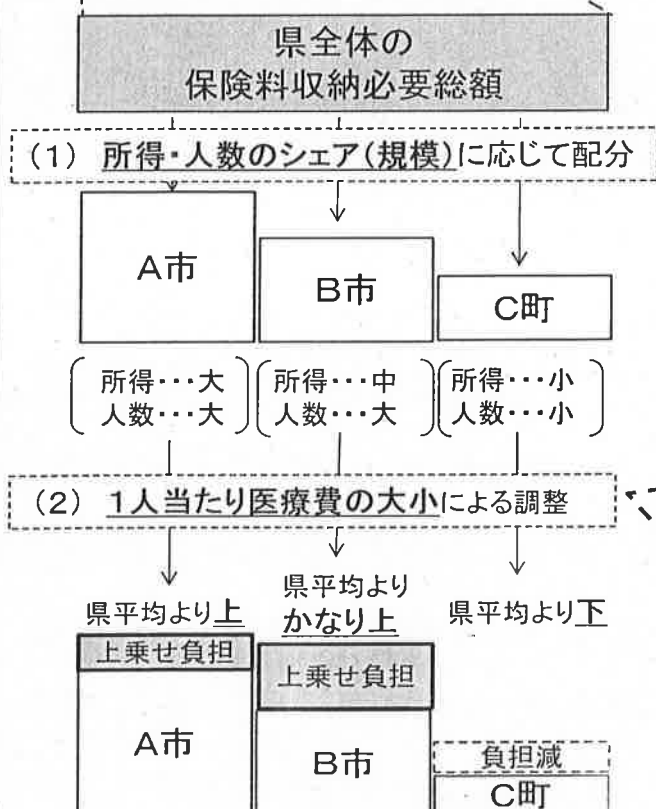 県全体の
保険料収納必要総額
(1) 所得・人数のシェア(規模)に応じて配分
A市
B市
C町
所得・・・大
人数・・・大
所得・・・中
人数・・・大
所得・・・小
人数・・・小
(2) 1人当たり医療費の大小による調整
県平均より上
県平均より
かなり上
県平均より下
上乗せ負担
上乗せ負担
負担減
A市
B市
C町